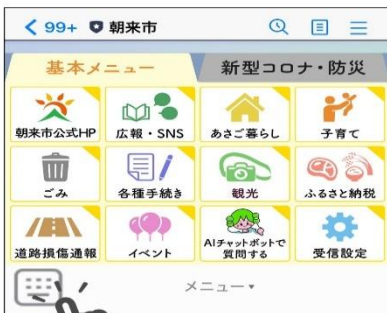 99+ 朝来市
基本メニュー 新型コロナ・防災
朝来市公式HP 広報・SNS あさご暮らし 子育て
ごみ 各種手続き 観光 ふるさと納税
道路損傷通報 イベント AIチャットボットで 受信設定
質問する
メニュー▾